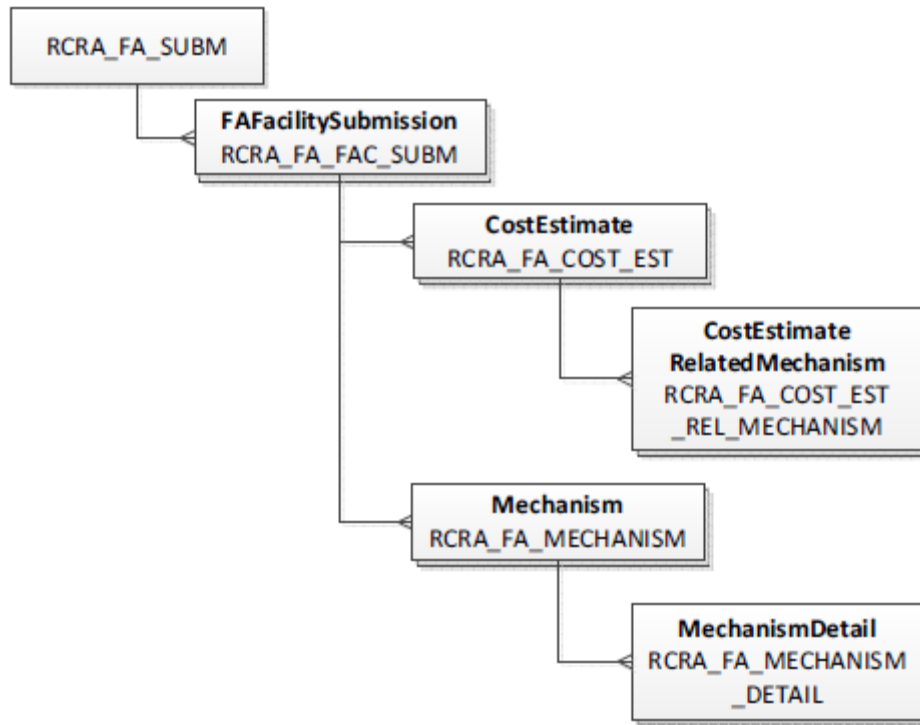 RCRA_FA_SUBM
FAFacilitySubmission
RCRA_FA_FAC_SUBM
CostEstimate
RCRA_FA_COST_EST
CostEstimate
RelatedMechanism
RCRA_FA_COST_EST
_REL_MECHANISM
Mechanism
RCRA_FA_MECHANISM
MechanismDetail
RCRA_FA_MECHANISM
_DETAIL